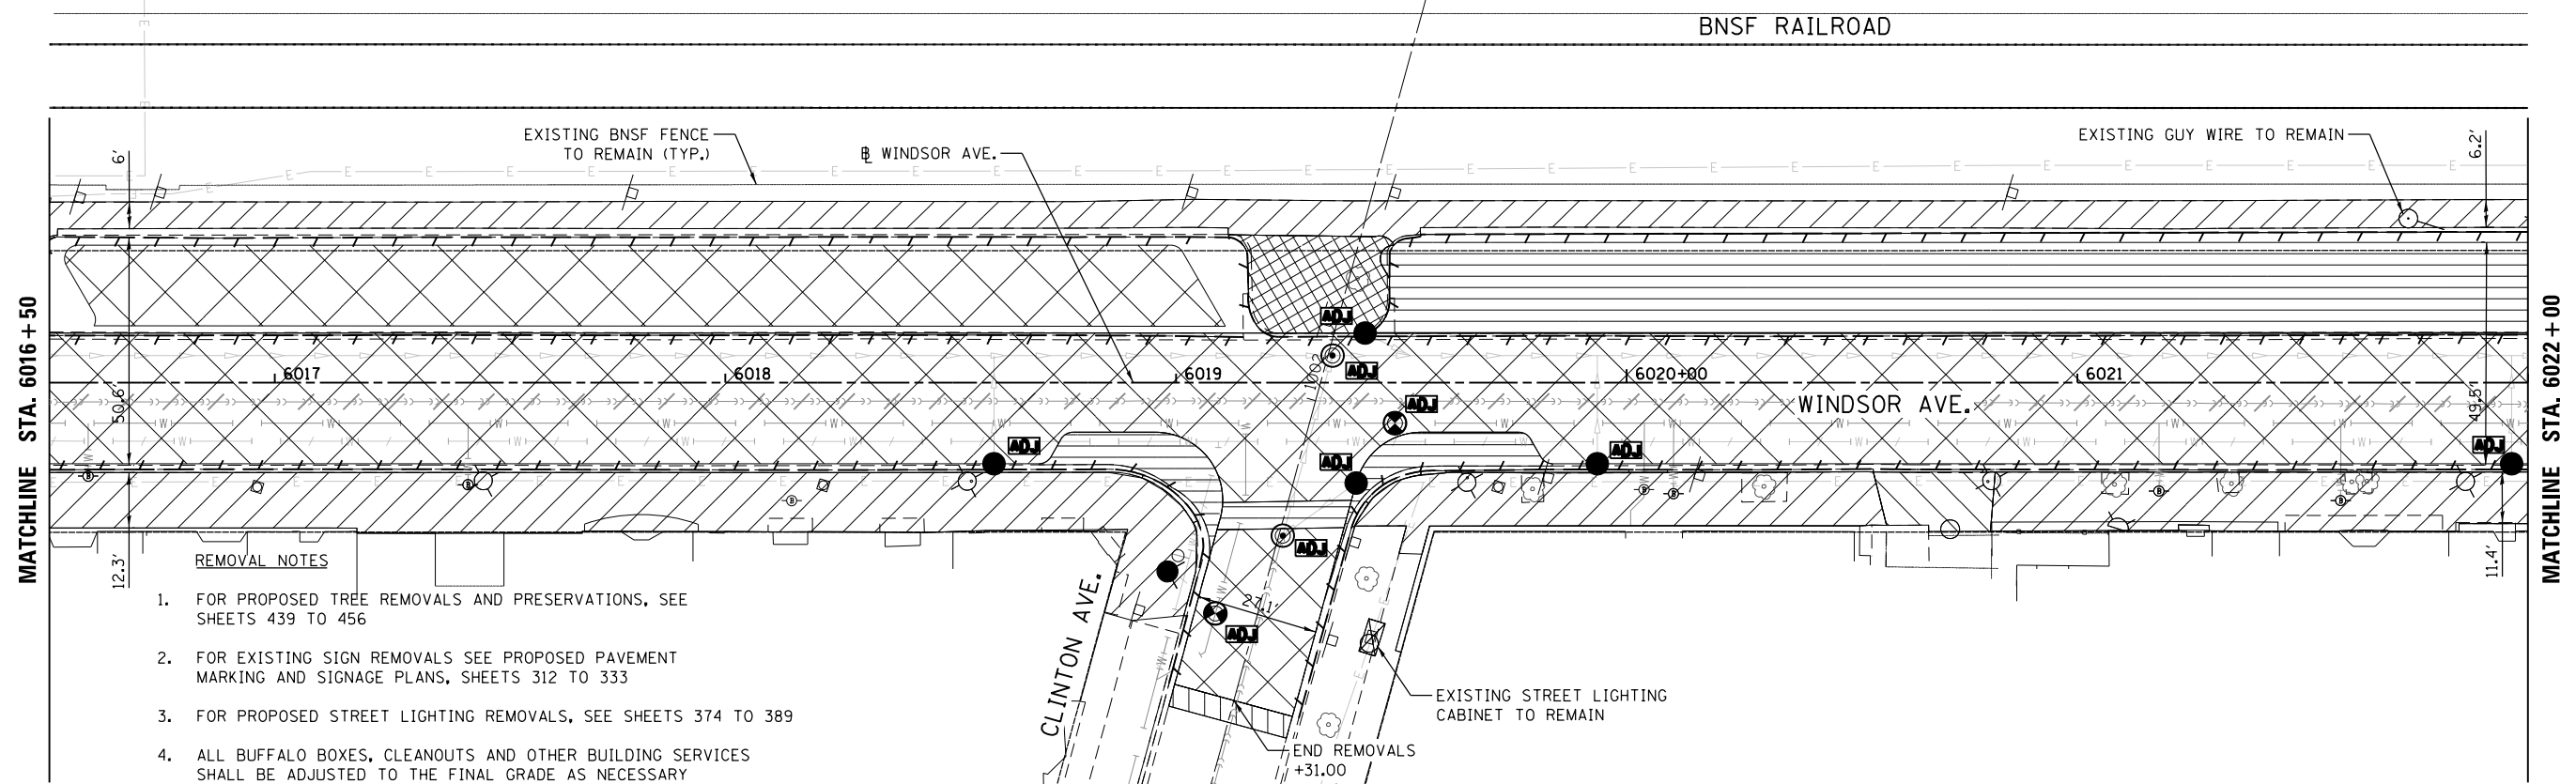 BNSF RAILROAD
EXISTING BNSF FENCE
TO REMAIN (TYP.)
℄ WINDSOR AVE.
EXISTING GUY WIRE TO REMAIN
6'
6.2'
MATCHLINE STA. 6016+50
MATCHLINE STA. 6022+00
50.6'
49.5'
6017
6018
6019
6020+00
6021
1002
WINDSOR AVE.
ADJ
ADJ
ADJ
ADJ
ADJ
ADJ
ADJ
ADJ
ADJ
12.3'
11.4'
27.1'
CLINTON AVE.
REMOVAL NOTES
1. FOR PROPOSED TREE REMOVALS AND PRESERVATIONS, SEE
SHEETS 439 TO 456
2. FOR EXISTING SIGN REMOVALS SEE PROPOSED PAVEMENT
MARKING AND SIGNAGE PLANS, SHEETS 312 TO 333
3. FOR PROPOSED STREET LIGHTING REMOVALS, SEE SHEETS 374 TO 389
4. ALL BUFFALO BOXES, CLEANOUTS AND OTHER BUILDING SERVICES
SHALL BE ADJUSTED TO THE FINAL GRADE AS NECESSARY
EXISTING STREET LIGHTING
CABINET TO REMAIN
END REMOVALS
+31.00